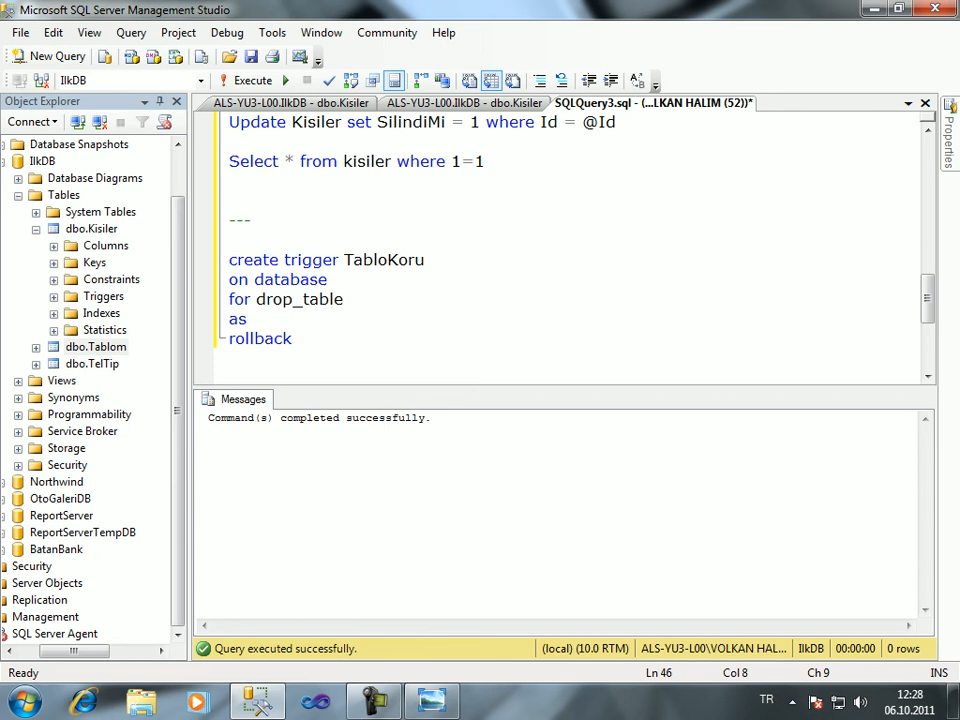 Microsoft SQL Server Management Studio
File Edit View Query Project Debug Tools Window Community Help
New Query
IlkDB Execute
Object Explorer
ALS-YU3-L00.IlkDB - dbo.Kisiler ALS-YU3-L00.IlkDB - dbo.Kisiler SQLQuery3.sql - (...LKAN HALIM (52))*
Connect
Properties
Database Snapshots
IlkDB
Database Diagrams
Tables
System Tables
dbo.Kisiler
Columns
Keys
Constraints
Triggers
Indexes
Statistics
dbo.Tablom
dbo.TelTip
Views
Synonyms
Programmability
Service Broker
Storage
Security
Northwind
OtoGaleriDB
ReportServer
ReportServerTempDB
BatanBank
Security
Server Objects
Replication
Management
SQL Server Agent
Update Kisiler set SilindiMi = 1 where Id = @Id
Select * from kisiler where 1=1
---
create trigger TabloKoru
on database
for drop_table
as
rollback
Messages
Command(s) completed successfully.
Query executed successfully. (local) (10.0 RTM) ALS-YU3-L00\VOLKAN HAL... IlkDB 00:00:00 0 rows
Ready Ln 46 Col 8 Ch 9 INS
TR 12:28
06.10.2011